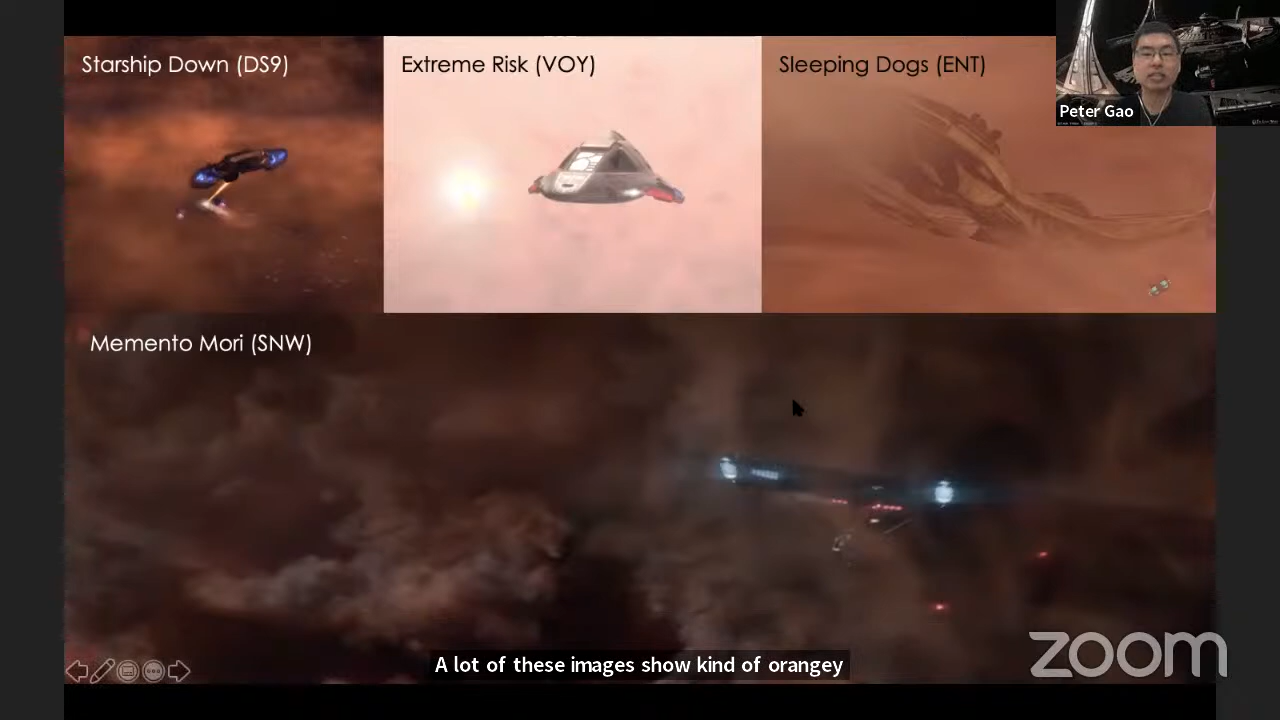 Starship Down (DS9)
Extreme Risk (VOY)
Sleeping Dogs (ENT)
Peter Gao
Memento Mori (SNW)
A lot of these images show kind of orangey
zoom